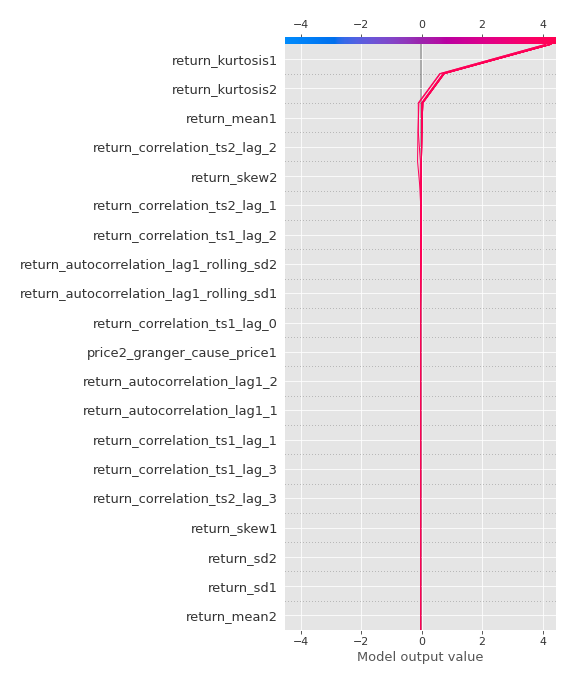 −4 −2 0 2 4
return_kurtosis1
return_kurtosis2
return_mean1
return_correlation_ts2_lag_2
return_skew2
return_correlation_ts2_lag_1
return_correlation_ts1_lag_2
return_autocorrelation_lag1_rolling_sd2
return_autocorrelation_lag1_rolling_sd1
return_correlation_ts1_lag_0
price2_granger_cause_price1
return_autocorrelation_lag1_2
return_autocorrelation_lag1_1
return_correlation_ts1_lag_1
return_correlation_ts1_lag_3
return_correlation_ts2_lag_3
return_skew1
return_sd2
return_sd1
return_mean2
−4 −2 0 2 4
Model output value